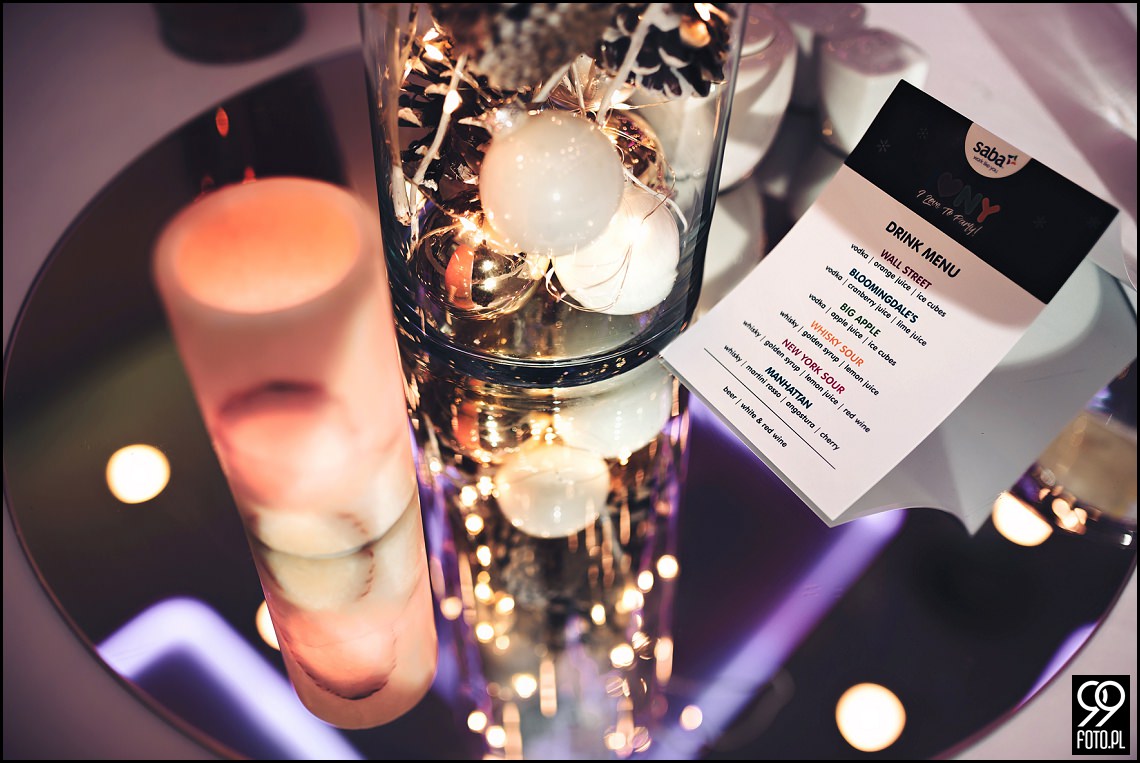 saba
work like you
NY
I Love To Party!
DRINK MENU
WALL STREET
vodka | orange juice | ice cubes
BLOOMINGDALE'S
vodka | cranberry juice | lime juice
BIG APPLE
vodka | apple juice | ice cubes
WHISKY SOUR
whisky | golden syrup | lemon juice
NEW YORK SOUR
whisky | golden syrup | lemon juice | red wine
MANHATTAN
whisky | martini rosso | angostura | cherry
beer | white & red wine
99
FOTO.PL